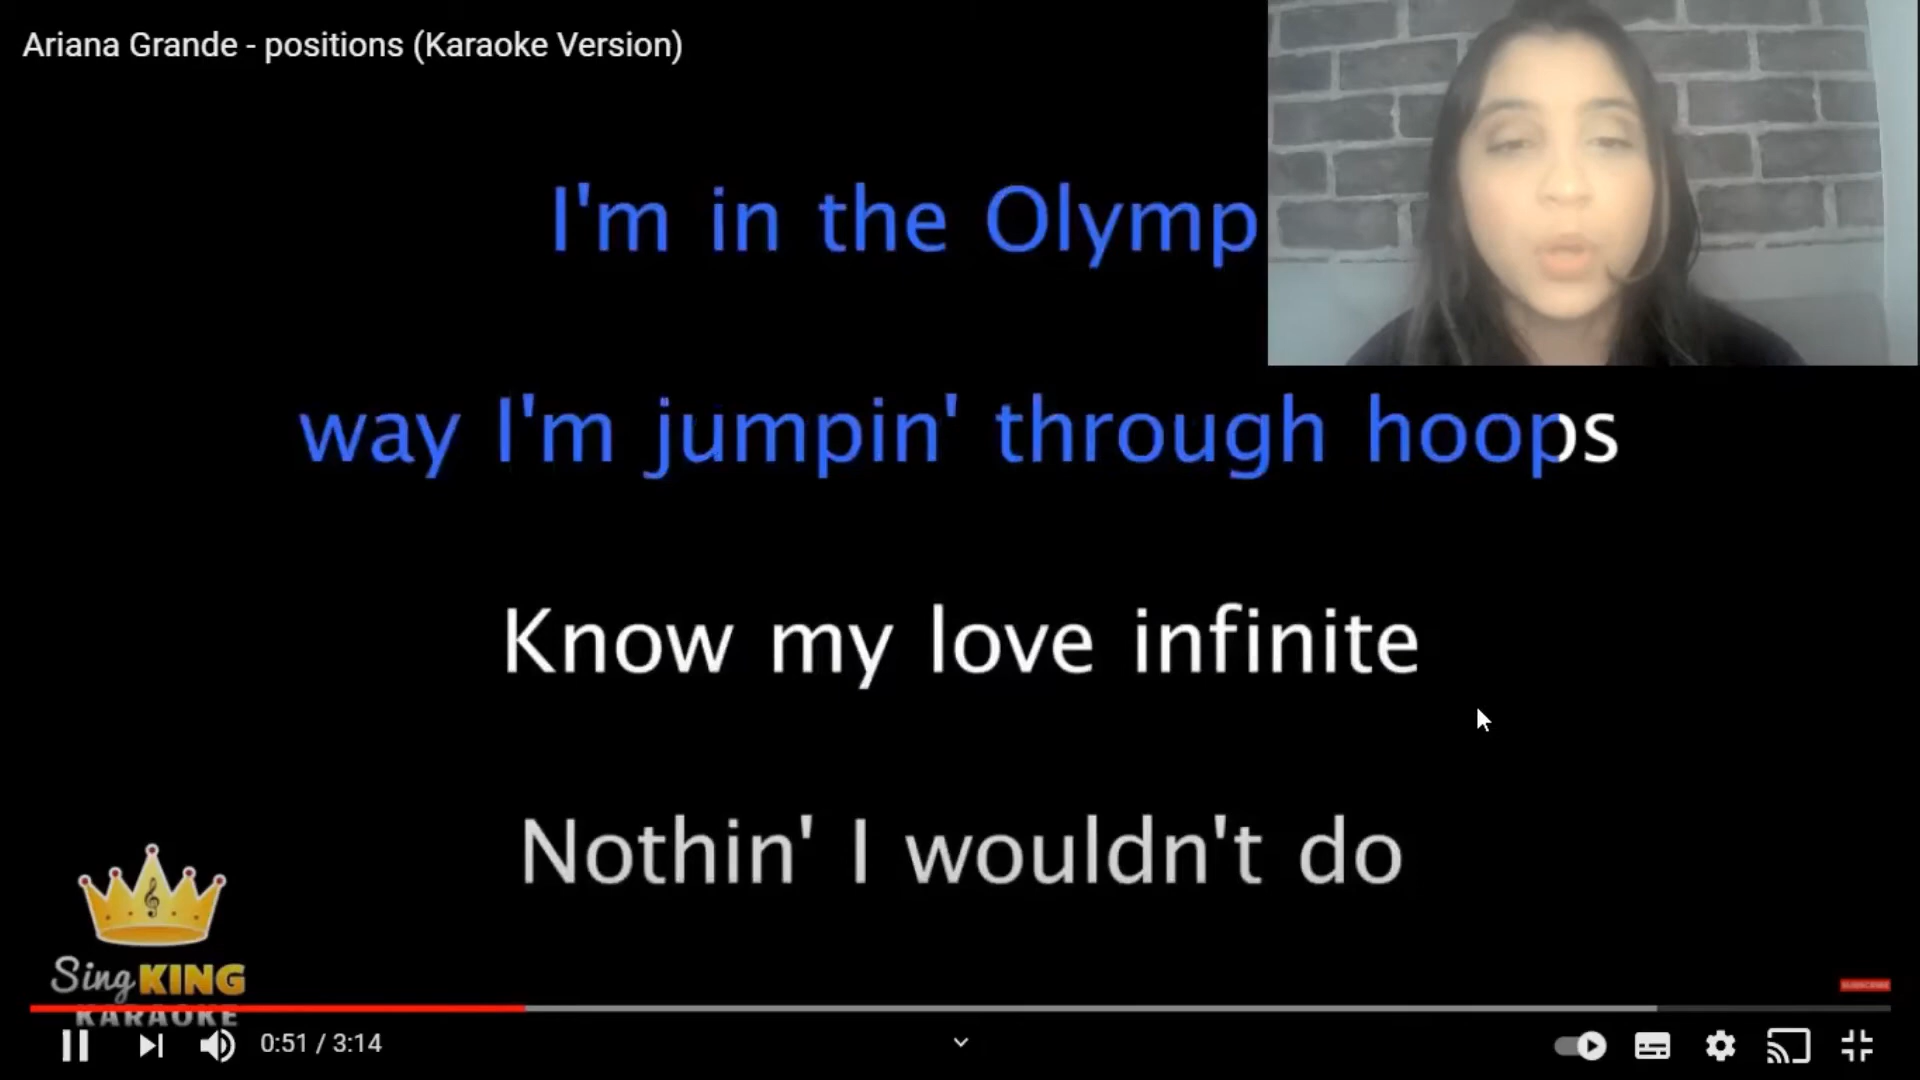 Ariana Grande - positions (Karaoke Version)
I'm in the Olymp
way I'm jumpin' through hoops
Know my love infinite
Nothin' I wouldn't do
Sing KING
KARAOKE
SUBSCRIBE
0:51 / 3:14